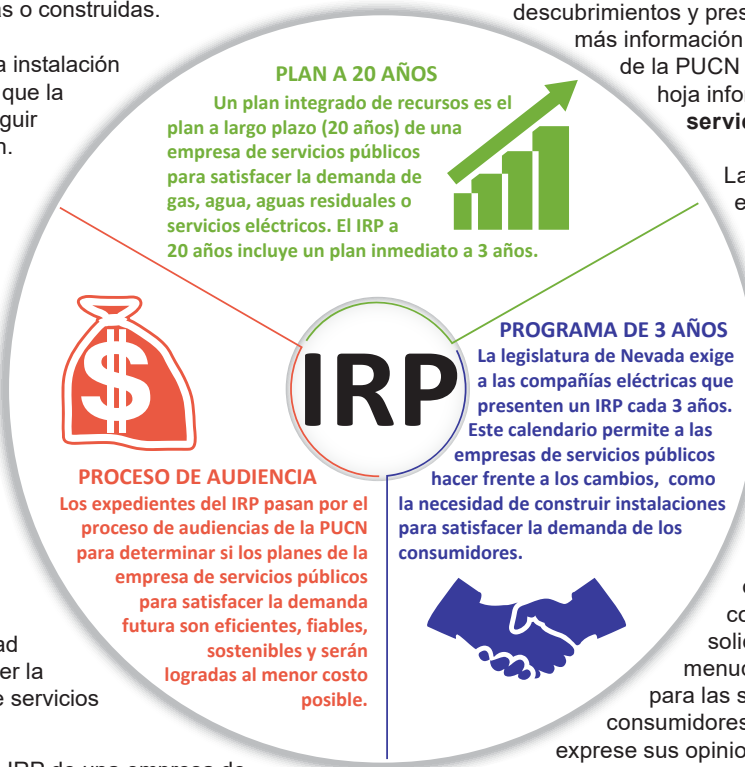 as o construidas.
a instalación
que la
guir
n.
descubrimientos y pres
más información
de la PUCN
hoja infor
servic
La
e
PLAN A 20 AÑOS
Un plan integrado de recursos es el
plan a largo plazo (20 años) de una
empresa de servicios públicos
para satisfacer la demanda de
gas, agua, aguas residuales o
servicios eléctricos. El IRP a
20 años incluye un plan inmediato a 3 años.
IRP
PROGRAMA DE 3 AÑOS
La legislatura de Nevada exige
a las compañías eléctricas que
presenten un IRP cada 3 años.
Este calendario permite a las
empresas de servicios públicos
hacer frente a los cambios, como
la necesidad de construir instalaciones
para satisfacer la demanda de los
consumidores.
$
PROCESO DE AUDIENCIA
Los expedientes del IRP pasan por el
proceso de audiencias de la PUCN
para determinar si los planes de la
empresa de servicios públicos
para satisfacer la demanda
futura son eficientes, fiables,
sostenibles y serán
logradas al menor costo
posible.
ad
er la
e servicios
IRP de una empresa de
co
solic
menuc
para las s
consumidores
exprese sus opinio